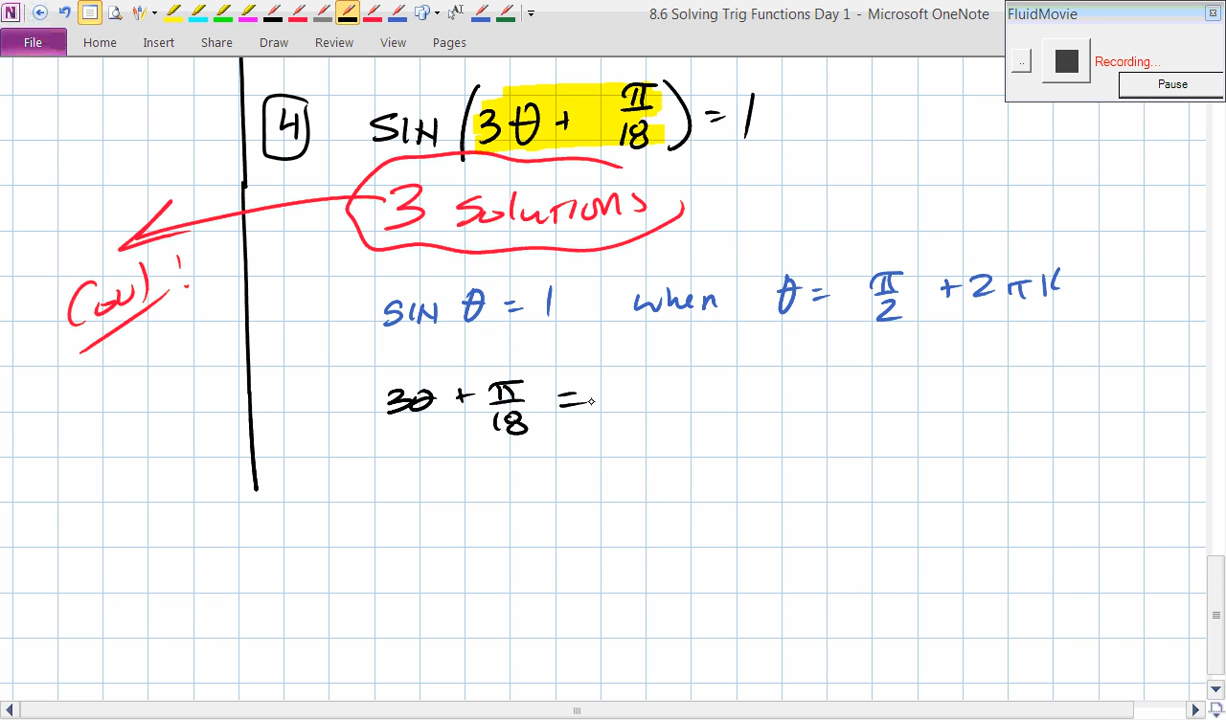 8.6 Solving Trig Functions Day 1 - Microsoft OneNote
FluidMovie
File Home Insert Share Draw Review View Pages
.. Recording...
Pause
4 SIN (3θ + π/18) = 1
3 Solutions
SIN θ = 1 when θ = π/2 + 2πK
3θ + π/18 =